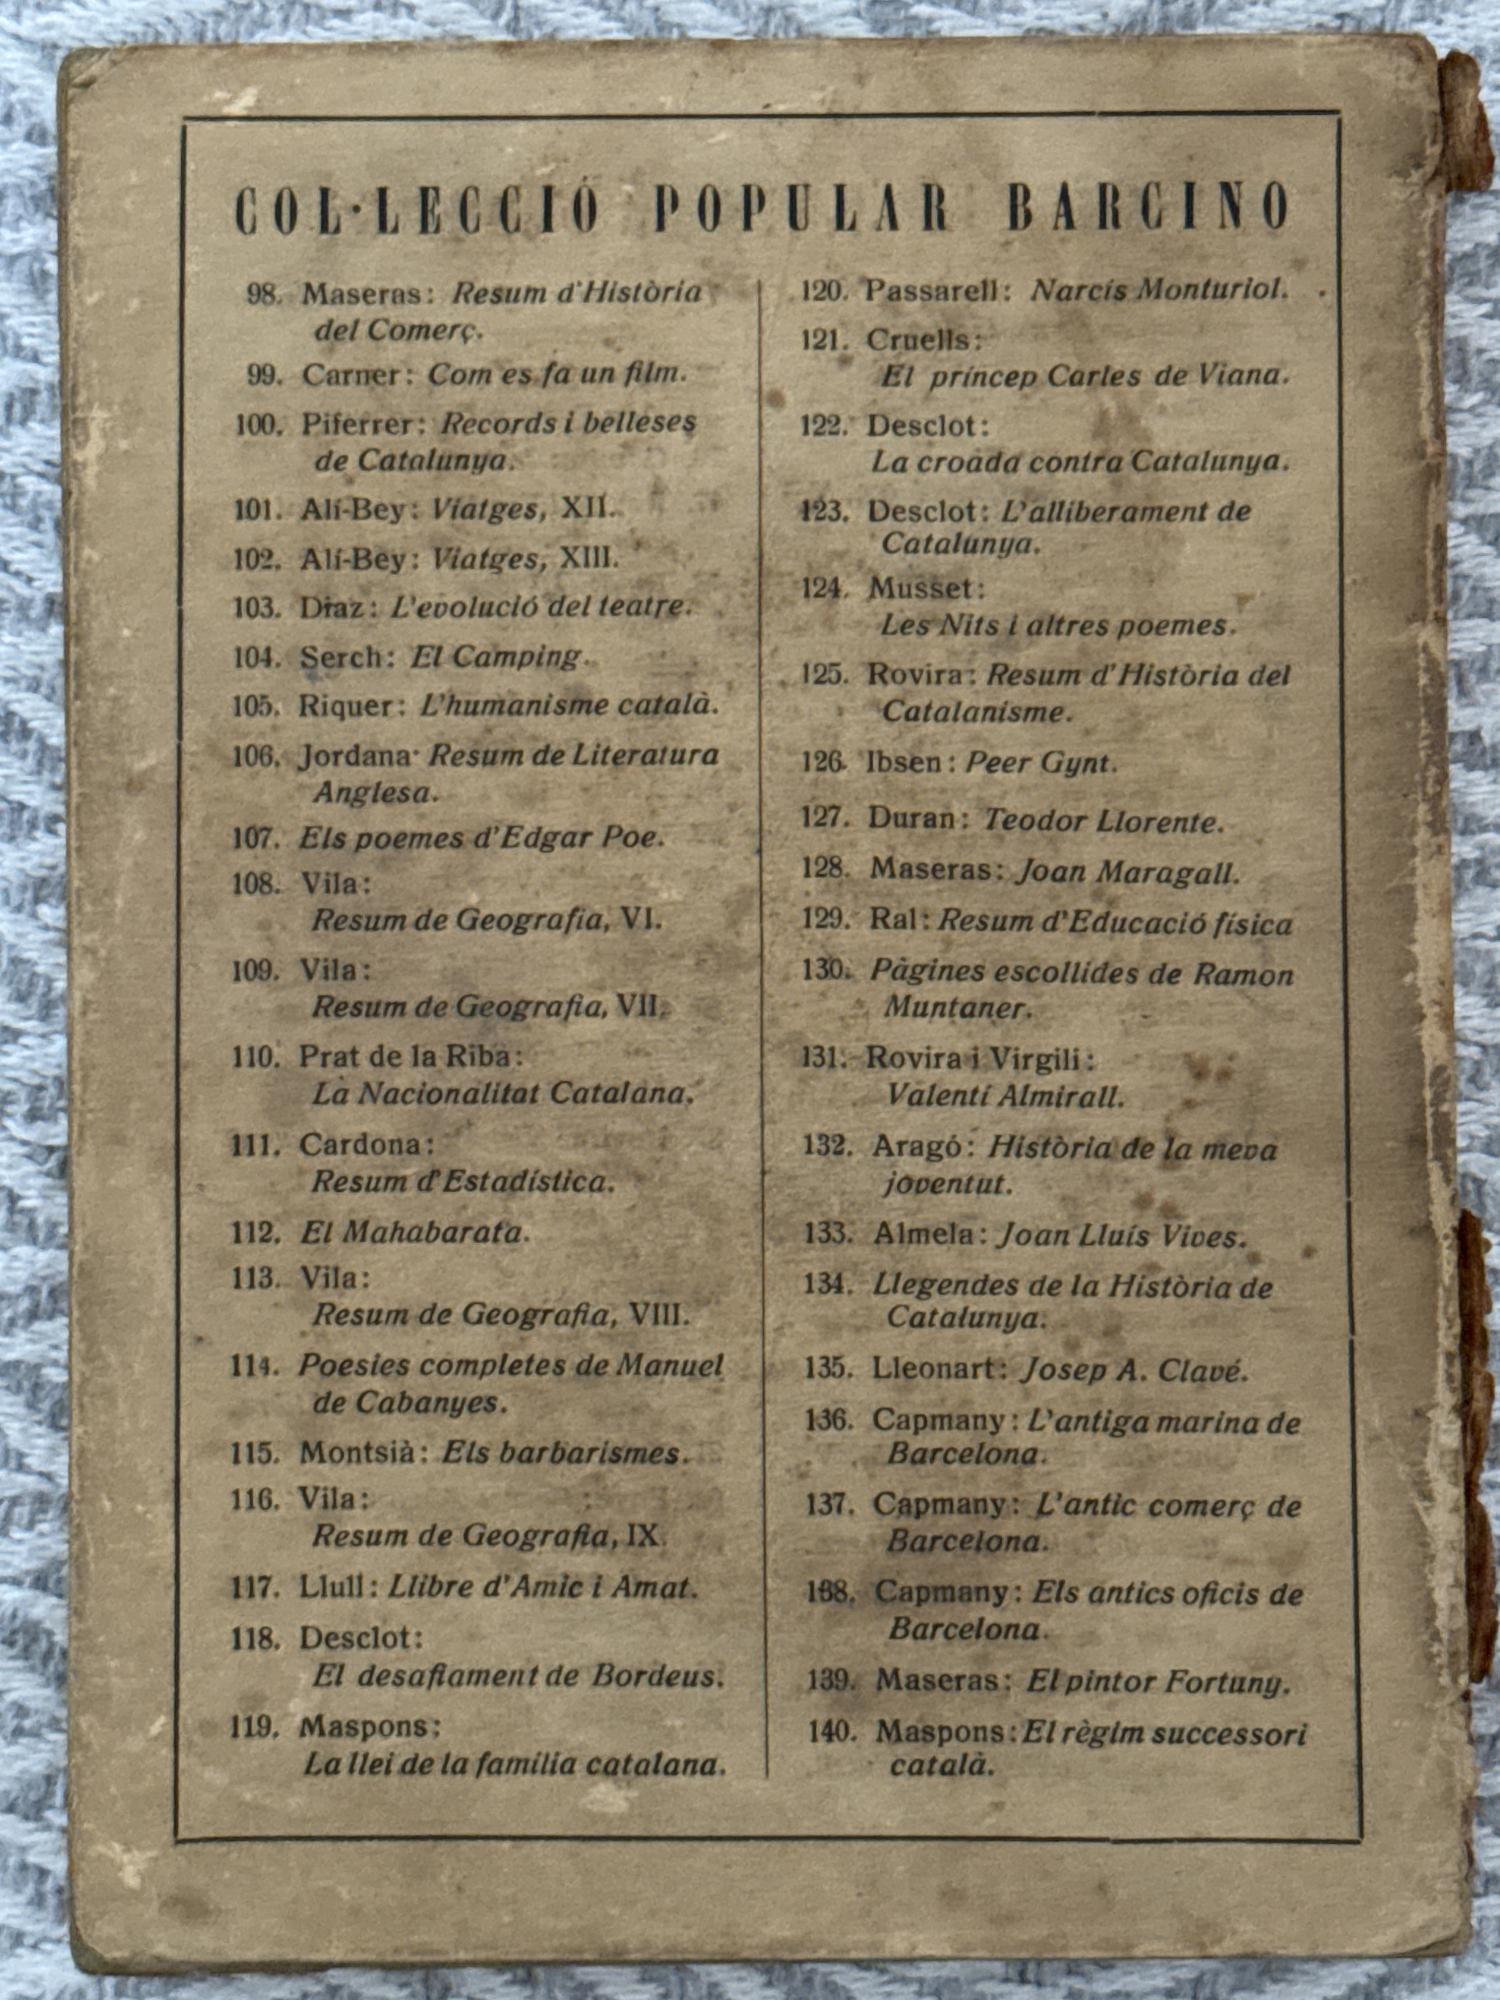 COL·LECCIÓ POPULAR BARCINO
98. Maseras: Resum d'Història
del Comerç.
99. Carner: Com es fa un film.
100. Piferrer: Records i belleses
de Catalunya.
101. Alí-Bey: Viatges, XII.
102. Alí-Bey: Viatges, XIII.
103. Díaz: L'evolució del teatre.
104. Serch: El Camping.
105. Riquer: L'humanisme català.
106. Jordana· Resum de Literatura
Anglesa.
107. Els poemes d'Edgar Poe.
108. Vila:
Resum de Geografia, VI.
109. Vila:
Resum de Geografia, VII.
110. Prat de la Riba:
La Nacionalitat Catalana.
111. Cardona:
Resum d'Estadística.
112. El Mahabarata.
113. Vila:
Resum de Geografia, VIII.
114. Poesies completes de Manuel
de Cabanyes.
115. Montsià: Els barbarismes.
116. Vila:
Resum de Geografia, IX.
117. Llull: Llibre d'Amic i Amat.
118. Desclot:
El desafiament de Bordeus.
119. Maspons:
La llei de la família catalana.
120. Passarell: Narcís Monturiol.
121. Cruells:
El príncep Carles de Viana.
122. Desclot:
La croada contra Catalunya.
123. Desclot: L'alliberament de
Catalunya.
124. Musset:
Les Nits i altres poemes.
125. Rovira: Resum d'Història del
Catalanisme.
126. Ibsen: Peer Gynt.
127. Duran: Teodor Llorente.
128. Maseras: Joan Maragall.
129. Ral: Resum d'Educació física
130. Pàgines escollides de Ramon
Muntaner.
131. Rovira i Virgili:
Valentí Almirall.
132. Aragó: Història de la meva
joventut.
133. Almela: Joan Lluís Vives.
134. Llegendes de la Història de
Catalunya.
135. Lleonart: Josep A. Clavé.
136. Capmany: L'antiga marina de
Barcelona.
137. Capmany: L'antic comerç de
Barcelona.
138. Capmany: Els antics oficis de
Barcelona.
139. Maseras: El pintor Fortuny.
140. Maspons: El règim successori
català.